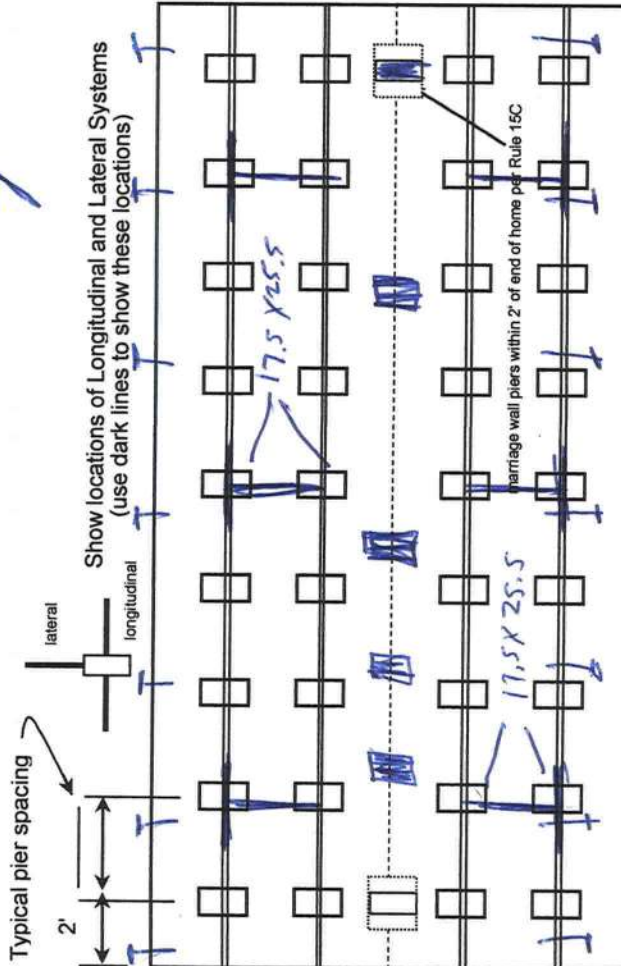 Typical pier spacing
2'
lateral
longitudinal
Show locations of Longitudinal and Lateral Systems
(use dark lines to show these locations)
17.5 X 25.5
17.5 X 25.5
marriage wall piers within 2' of end of home per Rule 15C